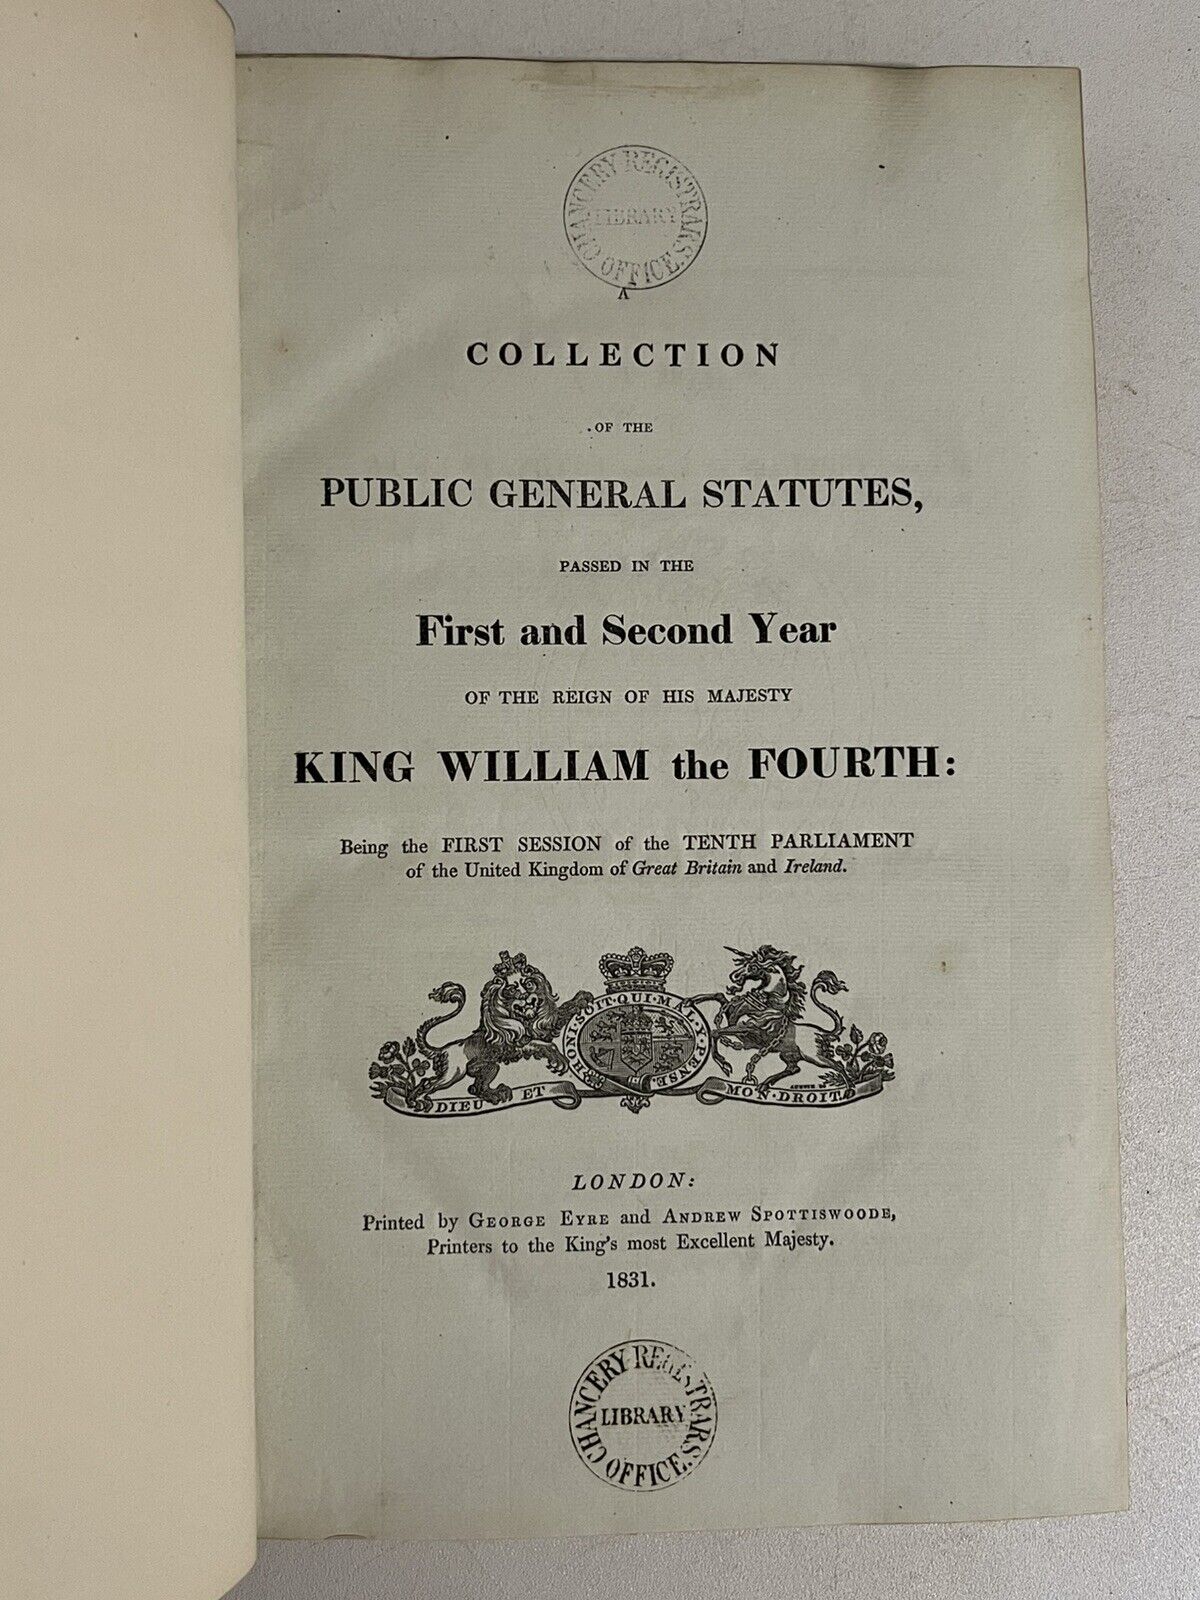 CHANCERY REGISTRARS OFFICE.
LIBRARY
A
COLLECTION
OF THE
PUBLIC GENERAL STATUTES,
PASSED IN THE
First and Second Year
OF THE REIGN OF HIS MAJESTY
KING WILLIAM the FOURTH:
Being the FIRST SESSION of the TENTH PARLIAMENT
of the United Kingdom of Great Britain and Ireland.
HONI·SOIT·QUI·MAL·Y·PENSE
DIEU ET MON·DROIT
LONDON:
Printed by GEORGE EYRE and ANDREW SPOTTISWOODE,
Printers to the King's most Excellent Majesty.
1831.
CHANCERY REGISTRARS OFFICE.
LIBRARY